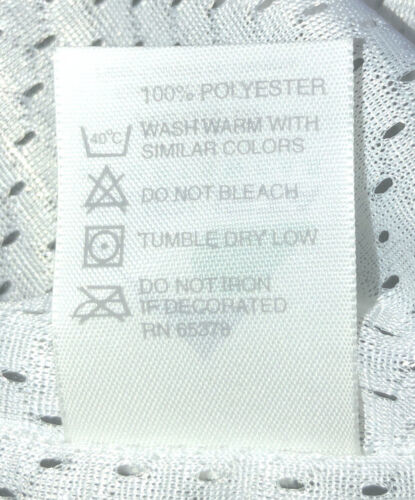 100% POLYESTER
40°C WASH WARM WITH
SIMILAR COLORS
DO NOT BLEACH
TUMBLE DRY LOW
DO NOT IRON
IF DECORATED
RN 65378